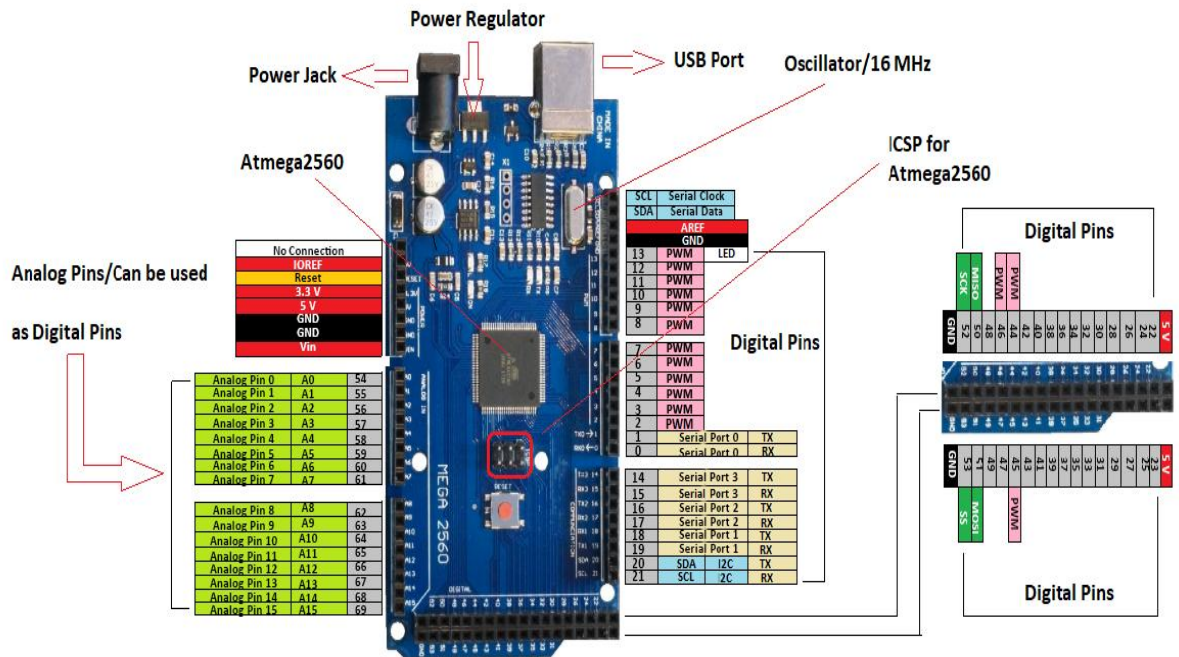 Power Regulator
Power Jack
USB Port
Oscillator/16 MHz
Atmega2560
ICSP for
Atmega2560
Analog Pins/Can be used
as Digital Pins
No Connection
IOREF
Reset
3.3 V
5 V
GND
GND
Vin
Analog Pin 0 A0 54
Analog Pin 1 A1 55
Analog Pin 2 A2 56
Analog Pin 3 A3 57
Analog Pin 4 A4 58
Analog Pin 5 A5 59
Analog Pin 6 A6 60
Analog Pin 7 A7 61
Analog Pin 8 A8 62
Analog Pin 9 A9 63
Analog Pin 10 A10 64
Analog Pin 11 A11 65
Analog Pin 12 A12 66
Analog Pin 13 A13 67
Analog Pin 14 A14 68
Analog Pin 15 A15 69
MADE IN
CHINA
X1
RESET
MEGA 2560
POWER
ANALOG IN
COMMUNICATION
DIGITAL
SCL Serial Clock
SDA Serial Data
AREF
GND
13 PWM LED
12 PWM
11 PWM
10 PWM
9 PWM
8 PWM
7 PWM
6 PWM
5 PWM
4 PWM
3 PWM
2 PWM
1 Serial Port 0 TX
0 Serial Port 0 RX
14 Serial Port 3 TX
15 Serial Port 3 RX
16 Serial Port 2 TX
17 Serial Port 2 RX
18 Serial Port 1 TX
19 Serial Port 1 RX
20 SDA I2C TX
21 SCL I2C RX
Digital Pins
Digital Pins
SCK MISO PWM PWM
GND 52 50 48 46 44 42 40 38 36 34 32 30 28 26 24 22 5 V
GND 53 51 49 47 45 43 41 39 37 35 33 31 29 27 25 23 5 V
SS MOSI PWM
Digital Pins